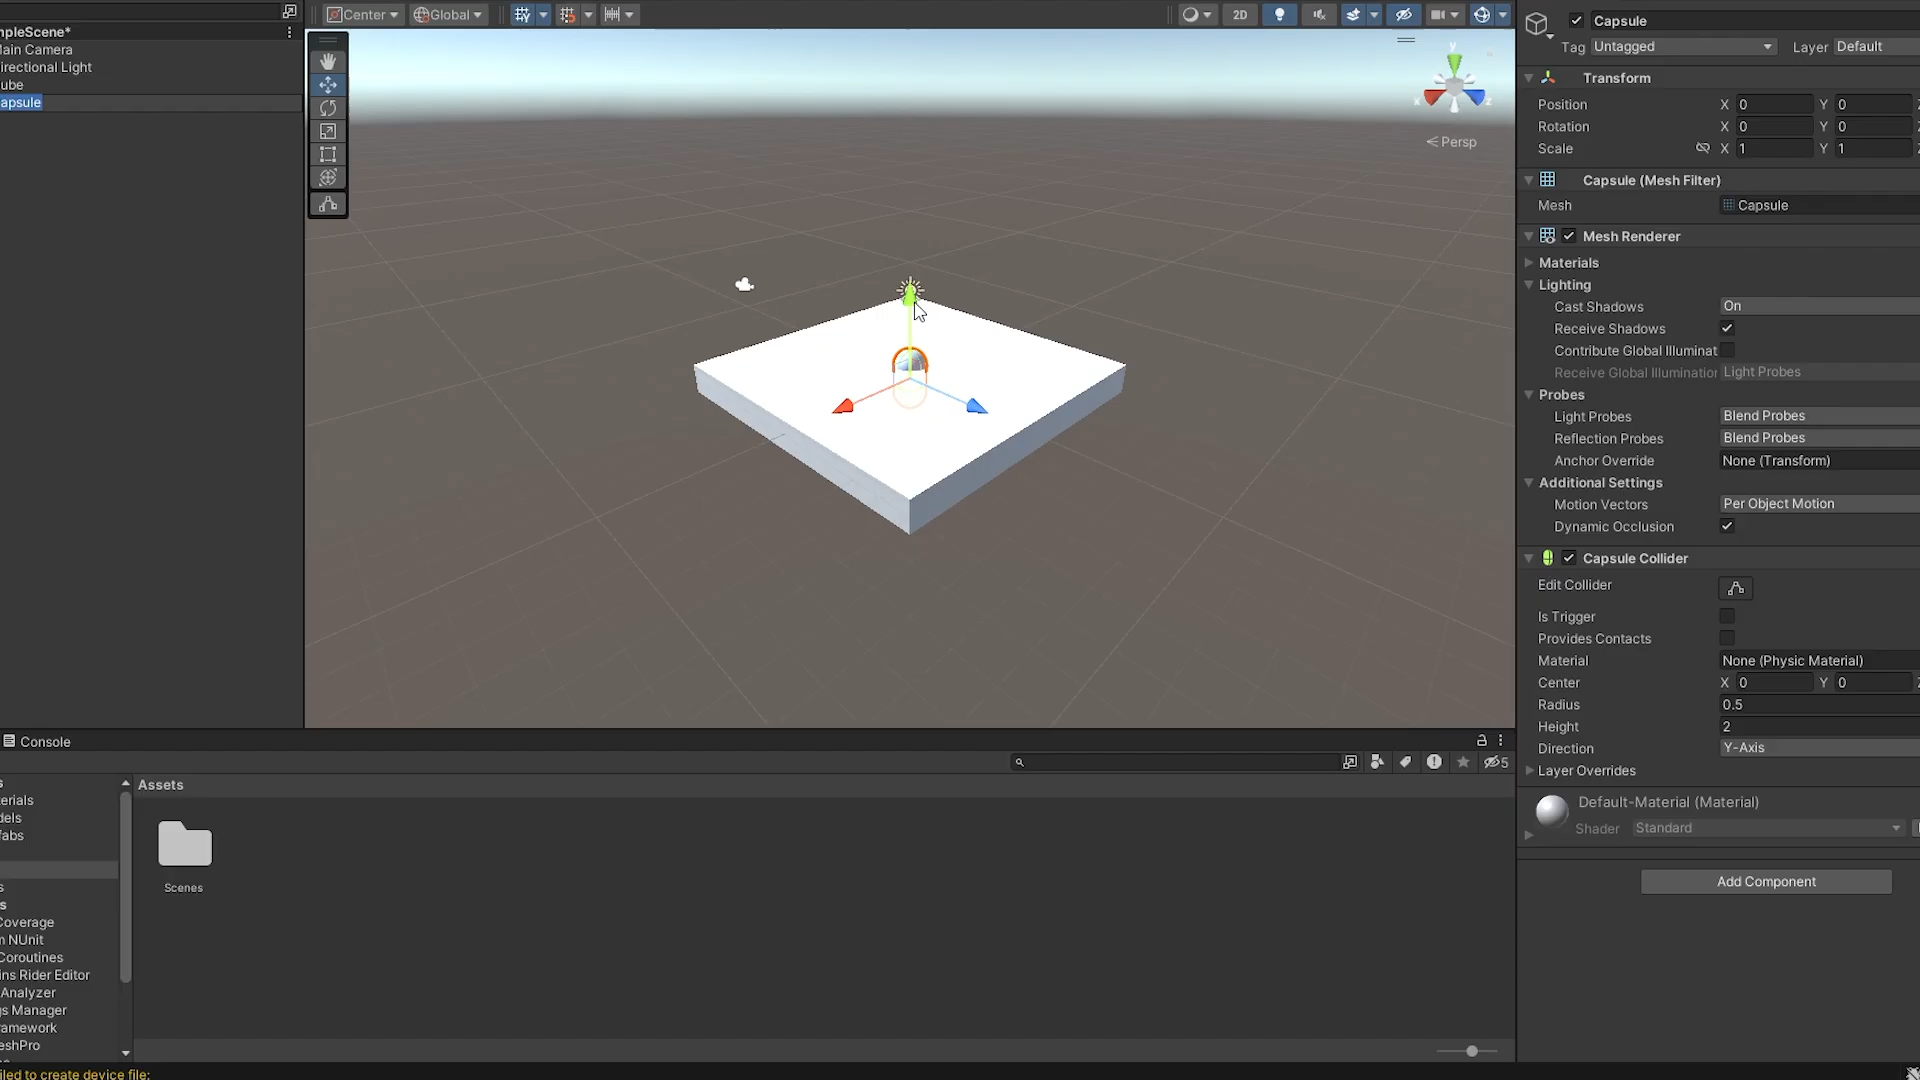 Center
Global
2D
Capsule
Tag Untagged
Layer Default
mpleScene*
ain Camera
irectional Light
ube
apsule
y
x
z
Persp
Transform
Position X 0 Y 0
Rotation X 0 Y 0
Scale X 1 Y 1
Capsule (Mesh Filter)
Mesh Capsule
Mesh Renderer
Materials
Lighting
Cast Shadows On
Receive Shadows
Contribute Global Illuminat
Receive Global Illumination Light Probes
Probes
Light Probes Blend Probes
Reflection Probes Blend Probes
Anchor Override None (Transform)
Additional Settings
Motion Vectors Per Object Motion
Dynamic Occlusion
Capsule Collider
Edit Collider
Is Trigger
Provides Contacts
Material None (Physic Material)
Center X 0 Y 0
Radius 0.5
Height 2
Direction Y-Axis
Layer Overrides
Default-Material (Material)
Shader Standard
Add Component
Console
5
s
erials
dels
fabs
s
s
Coverage
m NUnit
Coroutines
ins Rider Editor
Analyzer
gs Manager
ramework
eshPro
Assets
Scenes
iled to create device file: